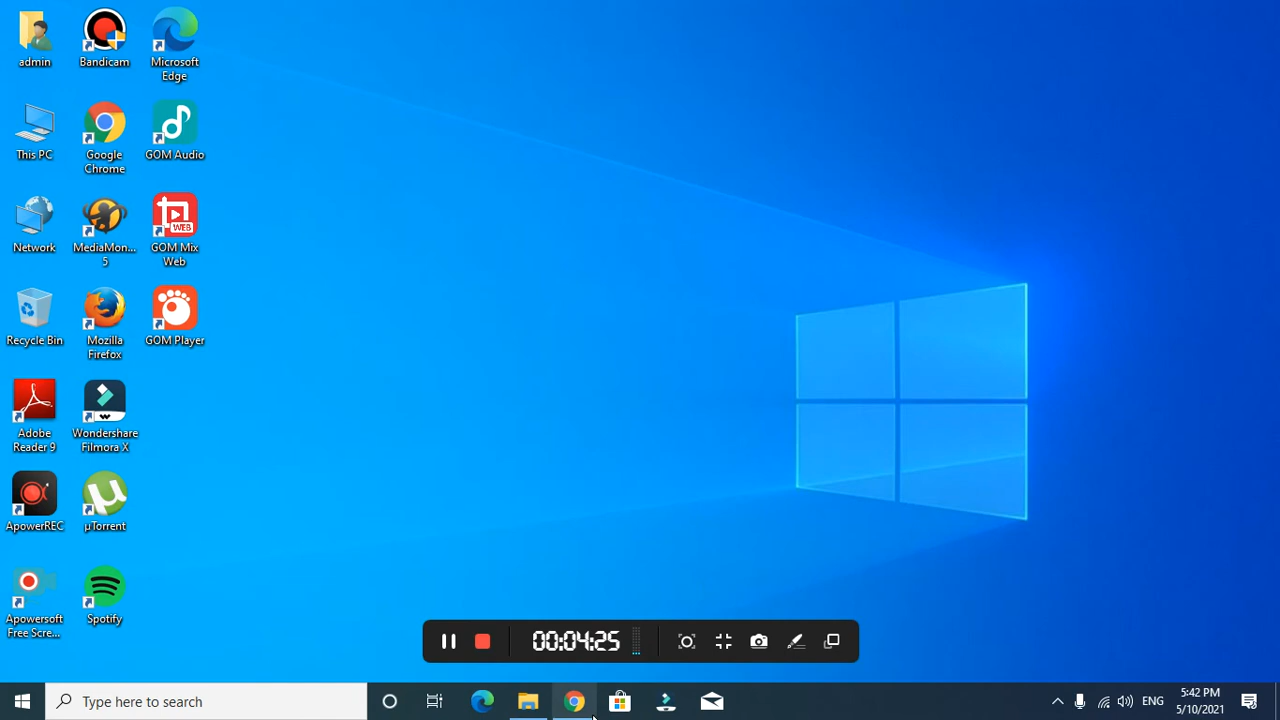 admin
Bandicam
Microsoft
Edge
This PC
Google
Chrome
GOM Audio
Network
MediaMon...
5
WEB
GOM Mix
Web
Recycle Bin
Mozilla
Firefox
GOM Player
Adobe
Reader 9
Wondershare
Filmora X
ApowerREC
µTorrent
Apowersoft
Free Scre...
Spotify
00:04:25
Type here to search
ENG
5:42 PM
5/10/2021